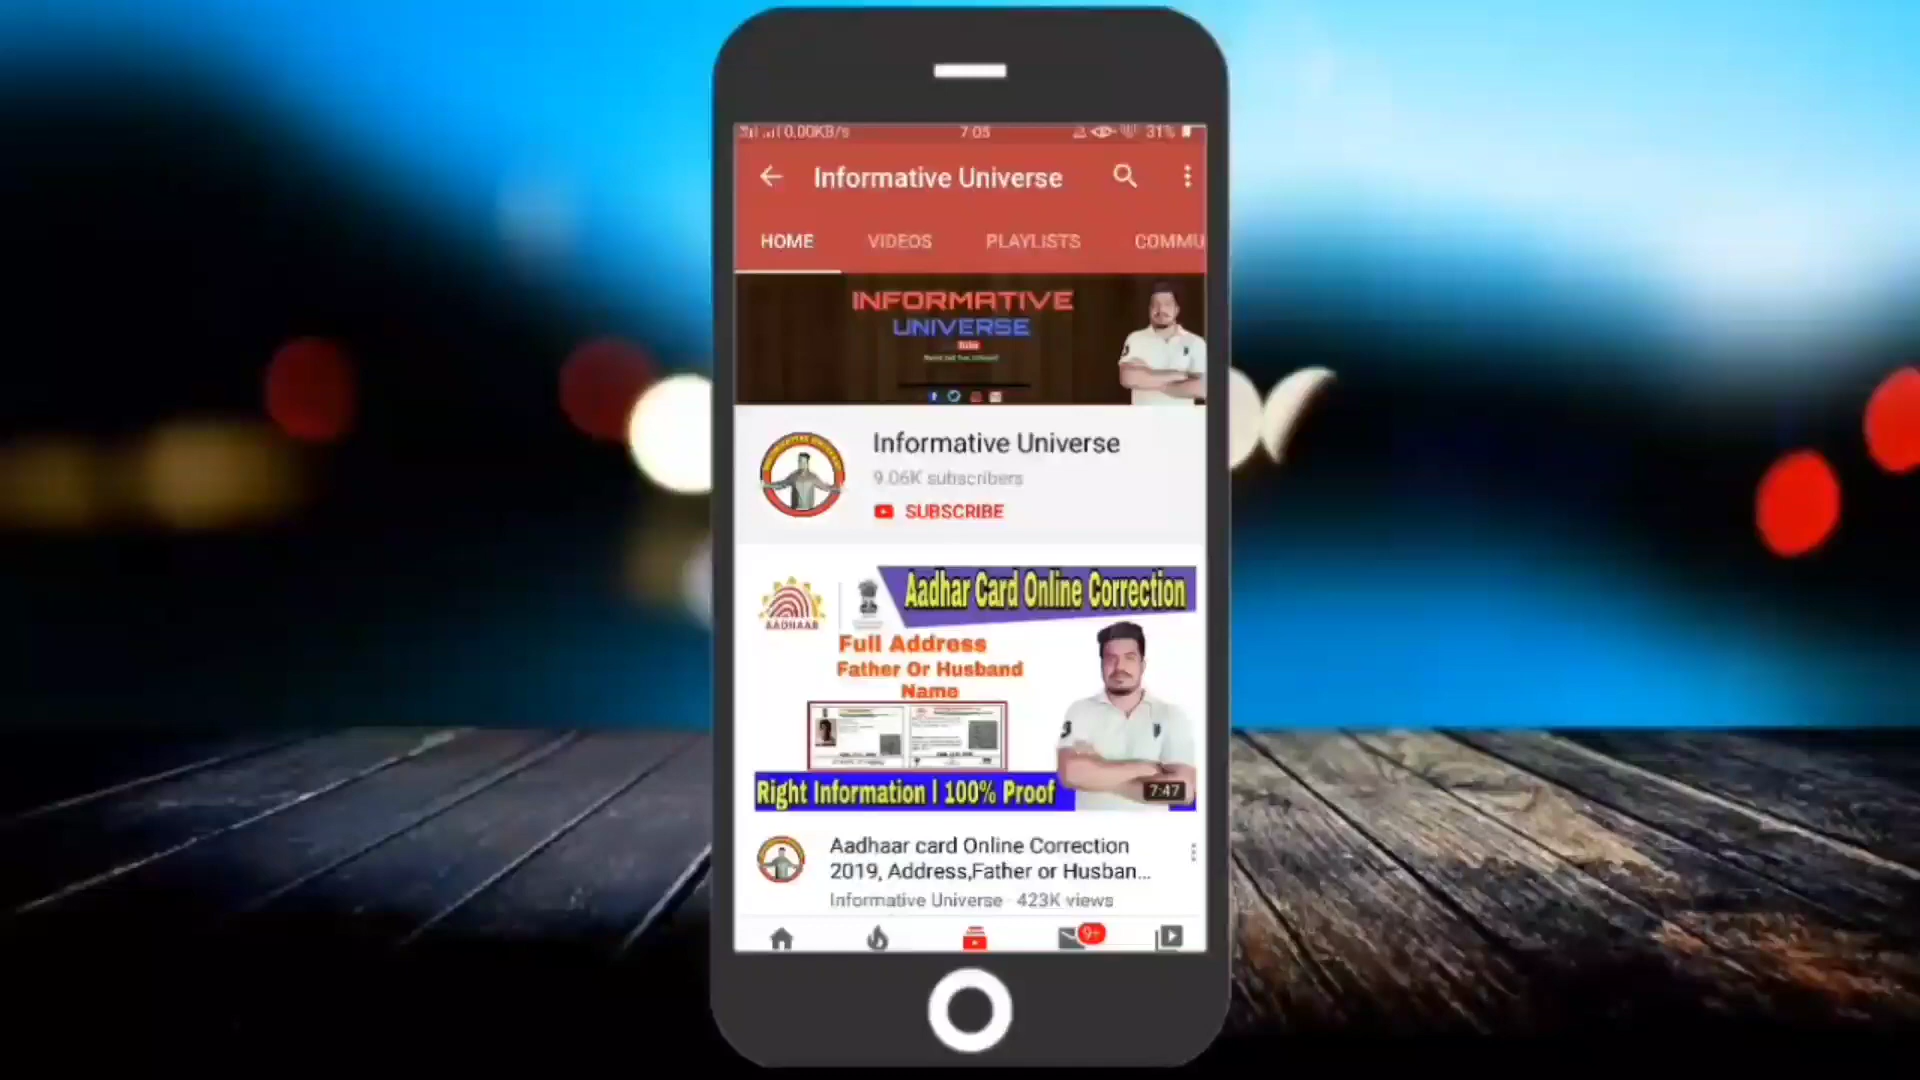 0.00KB/s 7:05 31%
Informative Universe
HOME VIDEOS PLAYLISTS COMMU
INFORMATIVE
UNIVERSE
Informative Universe
9.06K subscribers
SUBSCRIBE
Aadhar Card Online Correction
AADHAAR
Full Address
Father Or Husband
Name
Right Information | 100% Proof
7:47
Aadhaar card Online Correction
2019, Address,Father or Husban...
Informative Universe · 423K views
9+